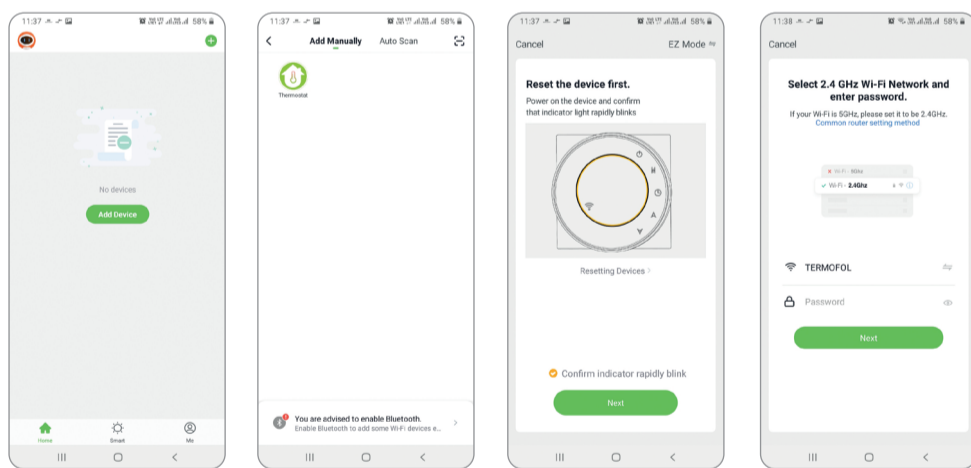 11:37
58%
No devices
Add Device
Home
Smart
Me
11:37
58%
Add Manually
Auto Scan
Thermostat
You are advised to enable Bluetooth.
Enable Bluetooth to add some Wi-Fi devices e...
11:37
58%
Cancel
EZ Mode
Reset the device first.
Power on the device and confirm
that indicator light rapidly blinks
M
Resetting Devices >
Confirm indicator rapidly blink
Next
11:38
58%
Cancel
Select 2.4 GHz Wi-Fi Network and
enter password.
If your Wi-Fi is 5GHz, please set it to be 2.4GHz.
Common router setting method
Wi-Fi - 5Ghz
Wi-Fi - 2.4Ghz
TERMOFOL
Password
Next